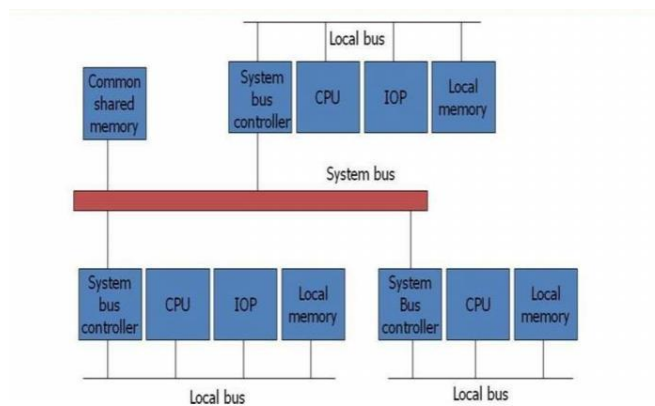 Local bus
Common
shared
memory
System
bus
controller
CPU
IOP
Local
memory
System bus
System
bus
controller
CPU
IOP
Local
memory
System
Bus
controller
CPU
Local
memory
Local bus
Local bus